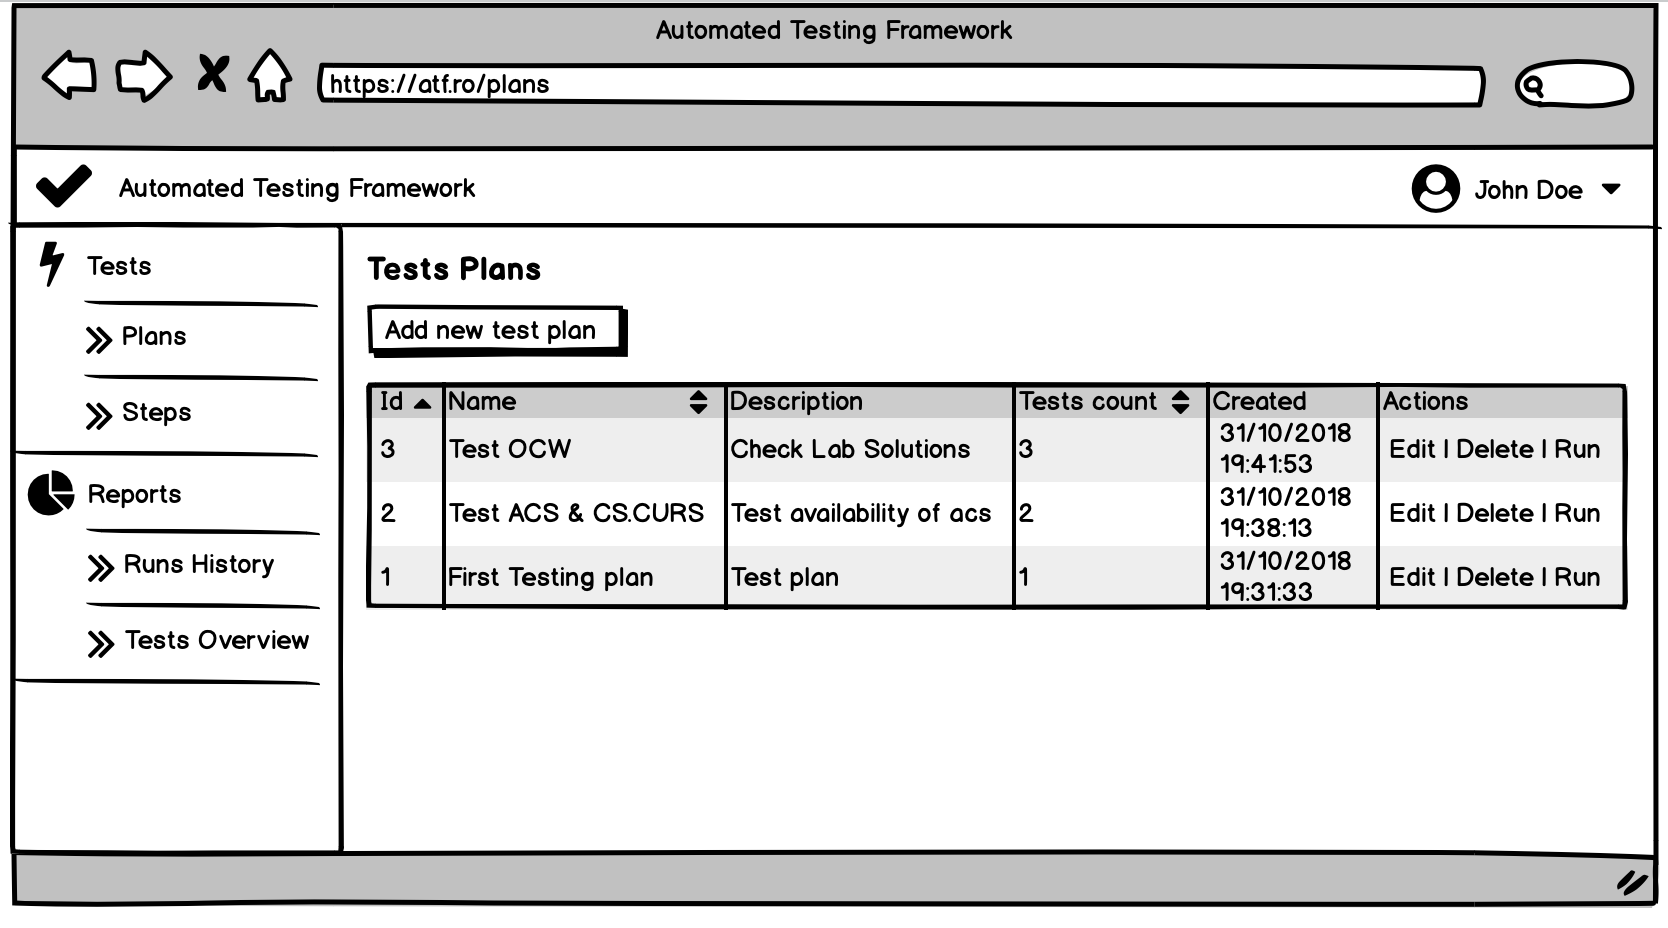 Automated Testing Framework
https://atf.ro/plans
Automated Testing Framework
John Doe
Tests
Plans
Steps
Reports
Runs History
Tests Overview
Tests Plans
Add new test plan
Id Name Description Tests count Created Actions
3 Test OCW Check Lab Solutions 3 31/10/2018 19:41:53 Edit | Delete | Run
2 Test ACS & CS.CURS Test availability of acs 2 31/10/2018 19:38:13 Edit | Delete | Run
1 First Testing plan Test plan 1 31/10/2018 19:31:33 Edit | Delete | Run